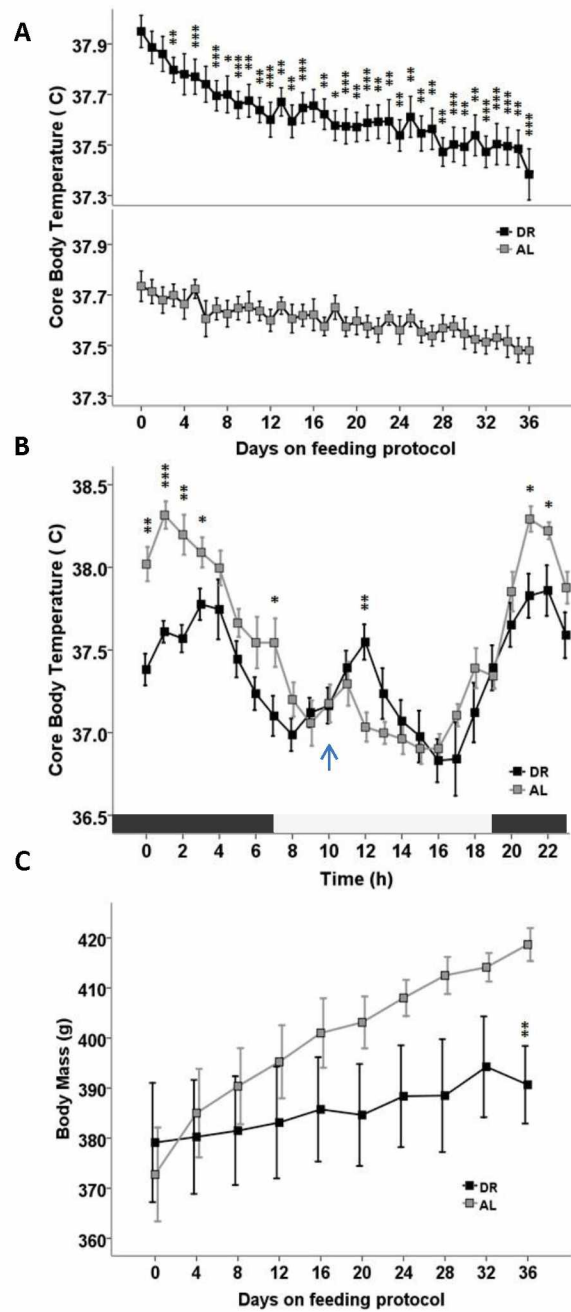 A
37.9
37.7
37.5
37.3
** *** *** * *** *** *** *** ** ** *** ** * *** ** *** ** *** ** ** ** ** ** *** ** ** *** *** *** ** ***
Core Body Temperature ( C)
37.9
37.7
37.5
37.3
DR
AL
0 4 8 12 16 20 24 28 32 36
Days on feeding protocol
B
38.5
38.0
37.5
37.0
36.5
Core Body Temperature ( C)
** *** ** * * ** * *
DR
AL
0 2 4 6 8 10 12 14 16 18 20 22
Time (h)
C
420
410
400
390
380
370
360
Body Mass (g)
**
DR
AL
0 4 8 12 16 20 24 28 32 36
Days on feeding protocol